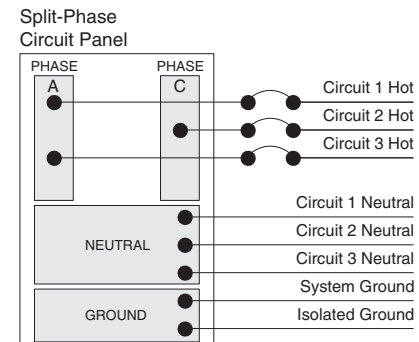 Split-Phase
Circuit Panel
PHASE PHASE
A C
Circuit 1 Hot
Circuit 2 Hot
Circuit 3 Hot
Circuit 1 Neutral
Circuit 2 Neutral
NEUTRAL
Circuit 3 Neutral
System Ground
GROUND
Isolated Ground